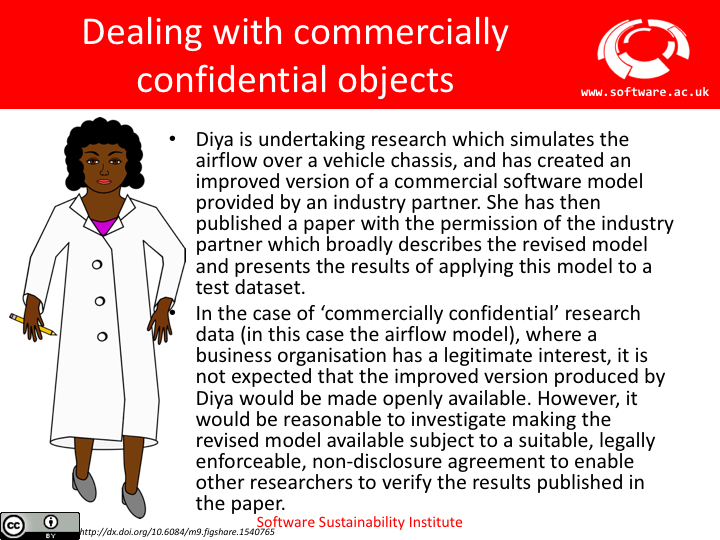 Dealing with commercially
confidential objects
www.software.ac.uk
• Diya is undertaking research which simulates the
airflow over a vehicle chassis, and has created an
improved version of a commercial software model
provided by an industry partner. She has then
published a paper with the permission of the industry
partner which broadly describes the revised model
and presents the results of applying this model to a
test dataset.
• In the case of ‘commercially confidential’ research
data (in this case the airflow model), where a
business organisation has a legitimate interest, it is
not expected that the improved version produced by
Diya would be made openly available. However, it
would be reasonable to investigate making the
revised model available subject to a suitable, legally
enforceable, non-disclosure agreement to enable
other researchers to verify the results published in
the paper.
Software Sustainability Institute
cc BY
http://dx.doi.org/10.6084/m9.figshare.1540765